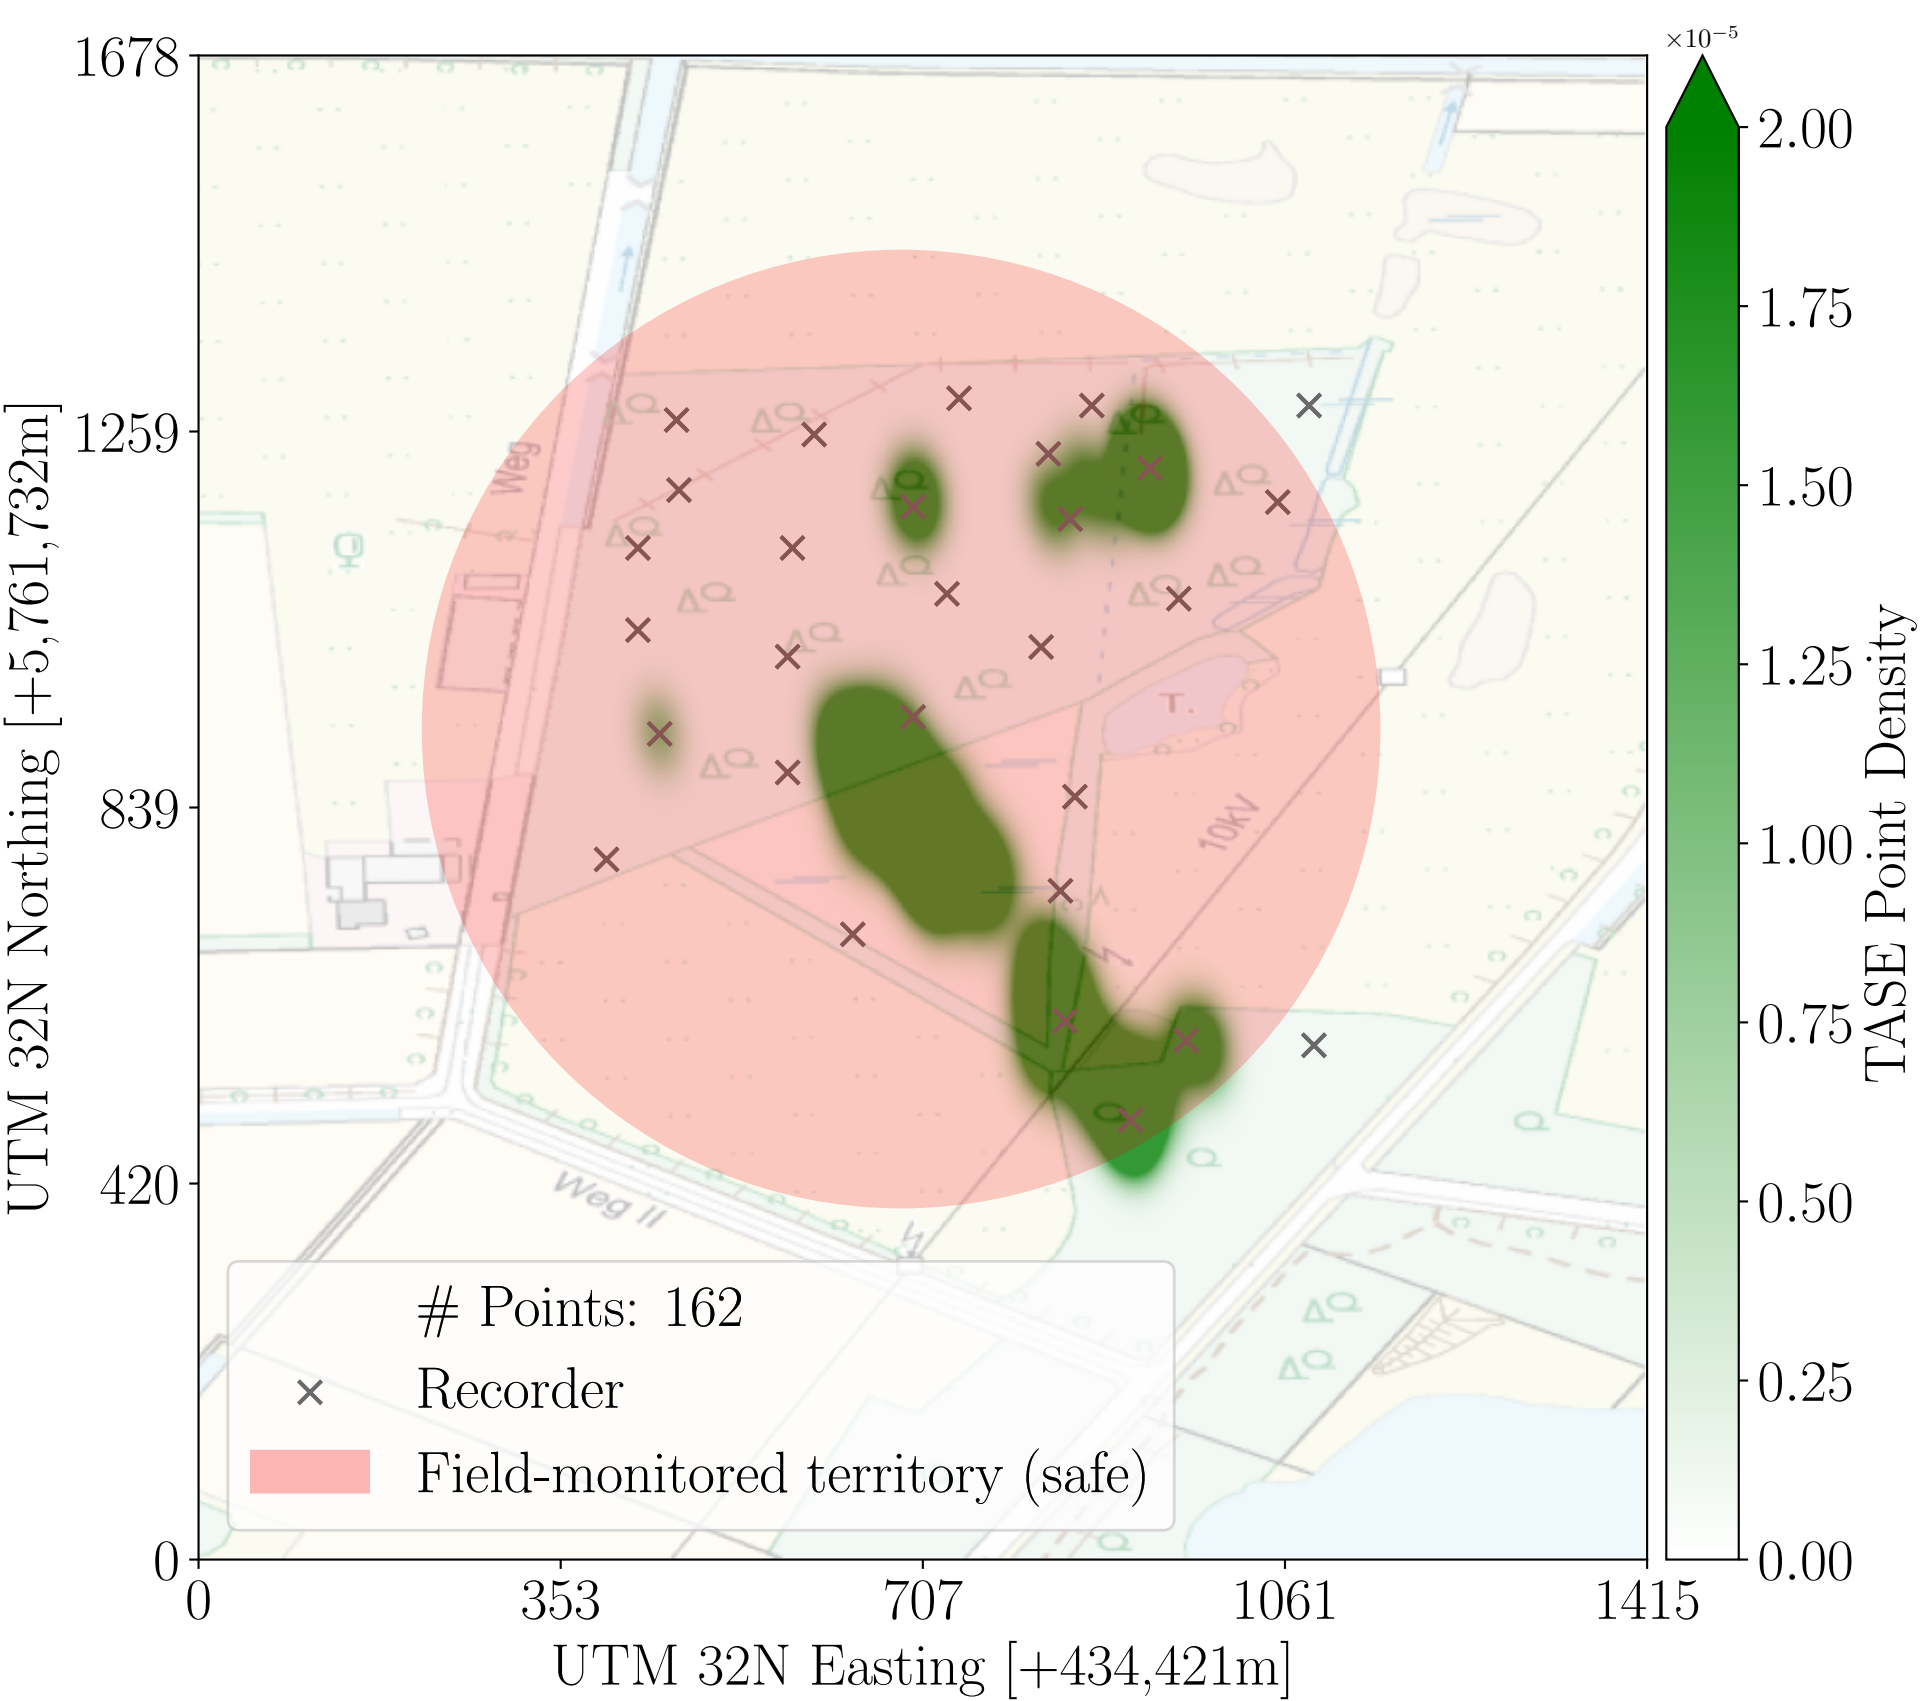 ×10⁻⁵
1678
1259
839
420
0
UTM 32N Northing [+5,761,732m]
0
353
707
1061
1415
UTM 32N Easting [+434,421m]
2.00
1.75
1.50
1.25
1.00
0.75
0.50
0.25
0.00
TASE Point Density
Weg
T.
10kV
Weg II
# Points: 162
Recorder
Field-monitored territory (safe)